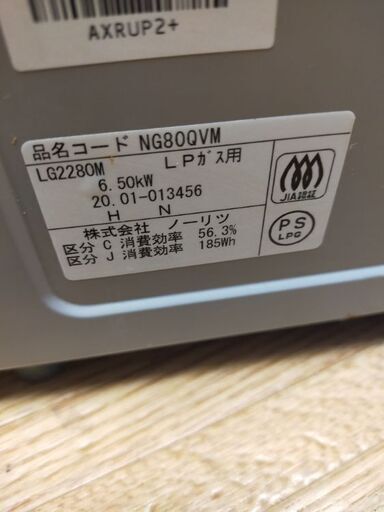 AXRUP2+
品名コード NG80QVM
LG2280M LPガス用
6.50kW
20.01-013456
H N
株式会社 ノーリツ
区分 C 消費効率 56.3%
区分 J 消費効率 185Wh
JIA認証
PS
LPG